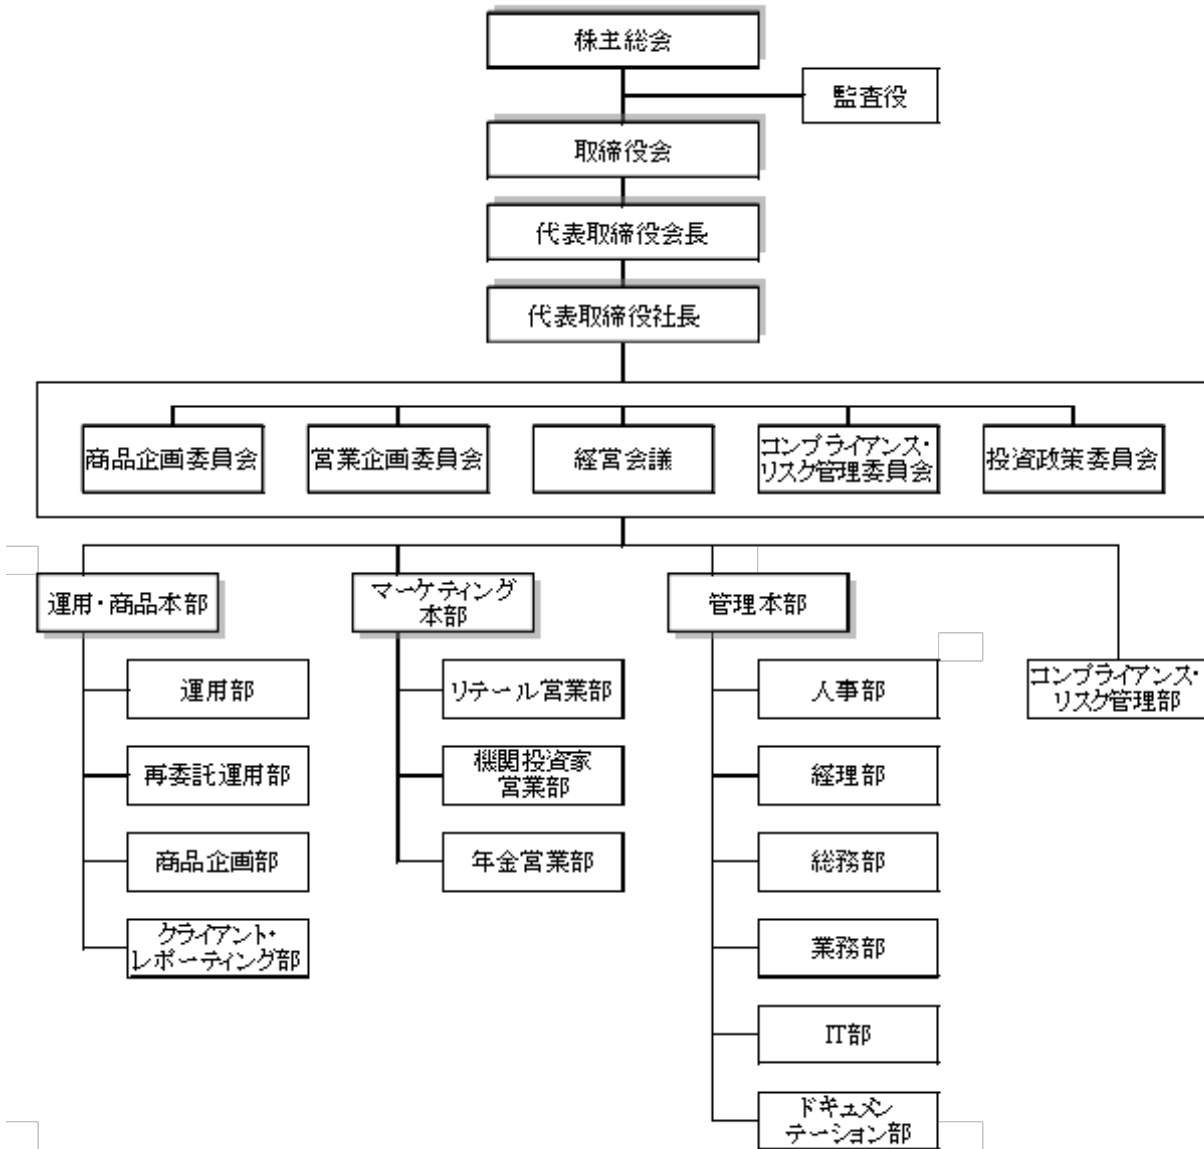 株主総会
監査役
取締役会
代表取締役会長
代表取締役社長
商品企画委員会
営業企画委員会
経営会議
コンプライアンス・
リスク管理委員会
投資政策委員会
運用・商品本部
運用部
再委託運用部
商品企画部
クライアント・
レポーティング部
マーケティング
本部
リテール営業部
機関投資家
営業部
年金営業部
管理本部
人事部
経理部
総務部
業務部
IT部
ドキュメン
テーション部
コンプライアンス・
リスク管理部